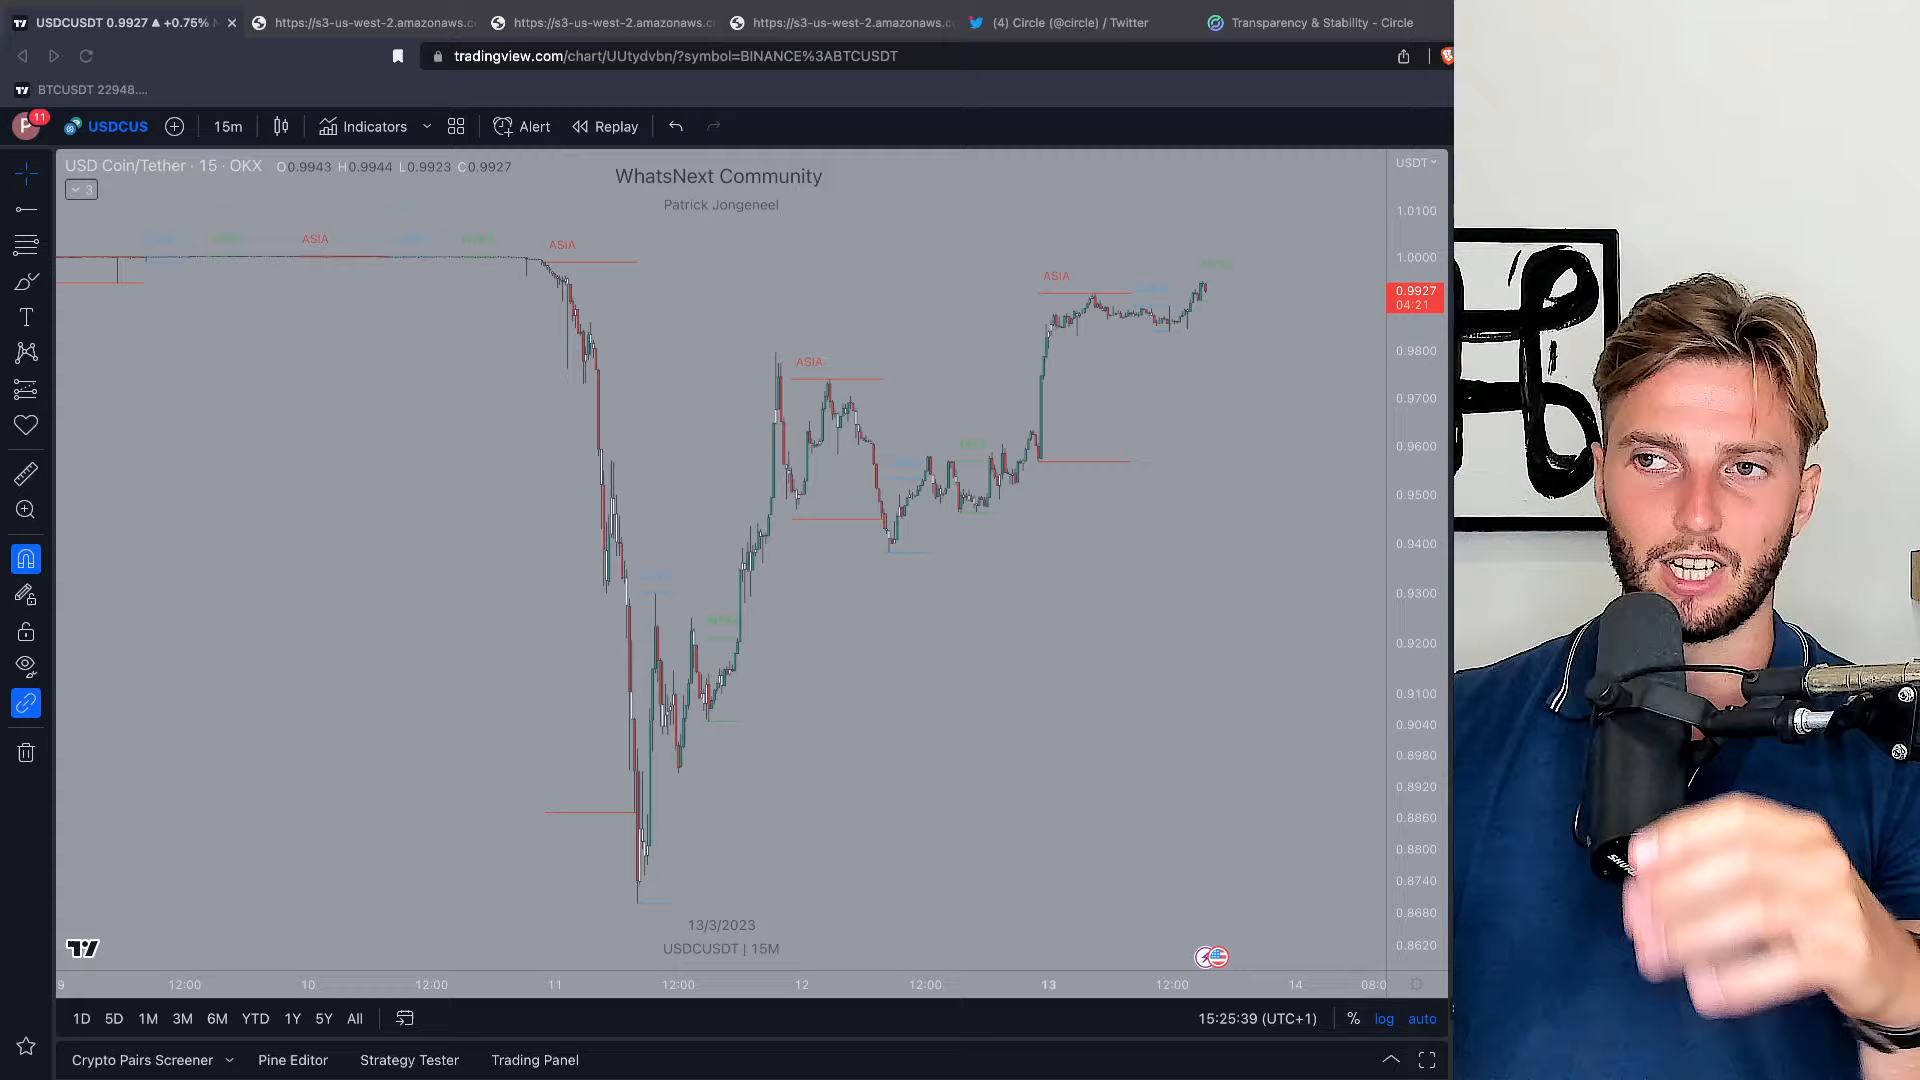 USDCUSDT 0.9927 ▲ +0.75%
https://s3-us-west-2.amazonaws.c
https://s3-us-west-2.amazonaws.c
https://s3-us-west-2.amazonaws.c
(4) Circle (@circle) / Twitter
Transparency & Stability - Circle
tradingview.com/chart/UUtydvbn/?symbol=BINANCE%3ABTCUSDT
BTCUSDT 22948....
P
11
USDCUS
15m
Indicators
Alert
Replay
USD Coin/Tether · 15 · OKX O0.9943 H0.9944 L0.9923 C0.9927
3
WhatsNext Community
Patrick Jongeneel
USDT
ASIA
ASIA
ASIA
ASIA
1.0100
1.0000
0.9927
04:21
0.9800
0.9700
0.9600
0.9500
0.9400
0.9300
0.9200
0.9100
0.9040
0.8980
0.8920
0.8860
0.8800
0.8740
0.8680
0.8620
13/3/2023
USDCUSDT | 15M
9 12:00 10 12:00 11 12:00 12 12:00 13 12:00 14 08:0
1D 5D 1M 3M 6M YTD 1Y 5Y All
15:25:39 (UTC+1) % log auto
Crypto Pairs Screener Pine Editor Strategy Tester Trading Panel